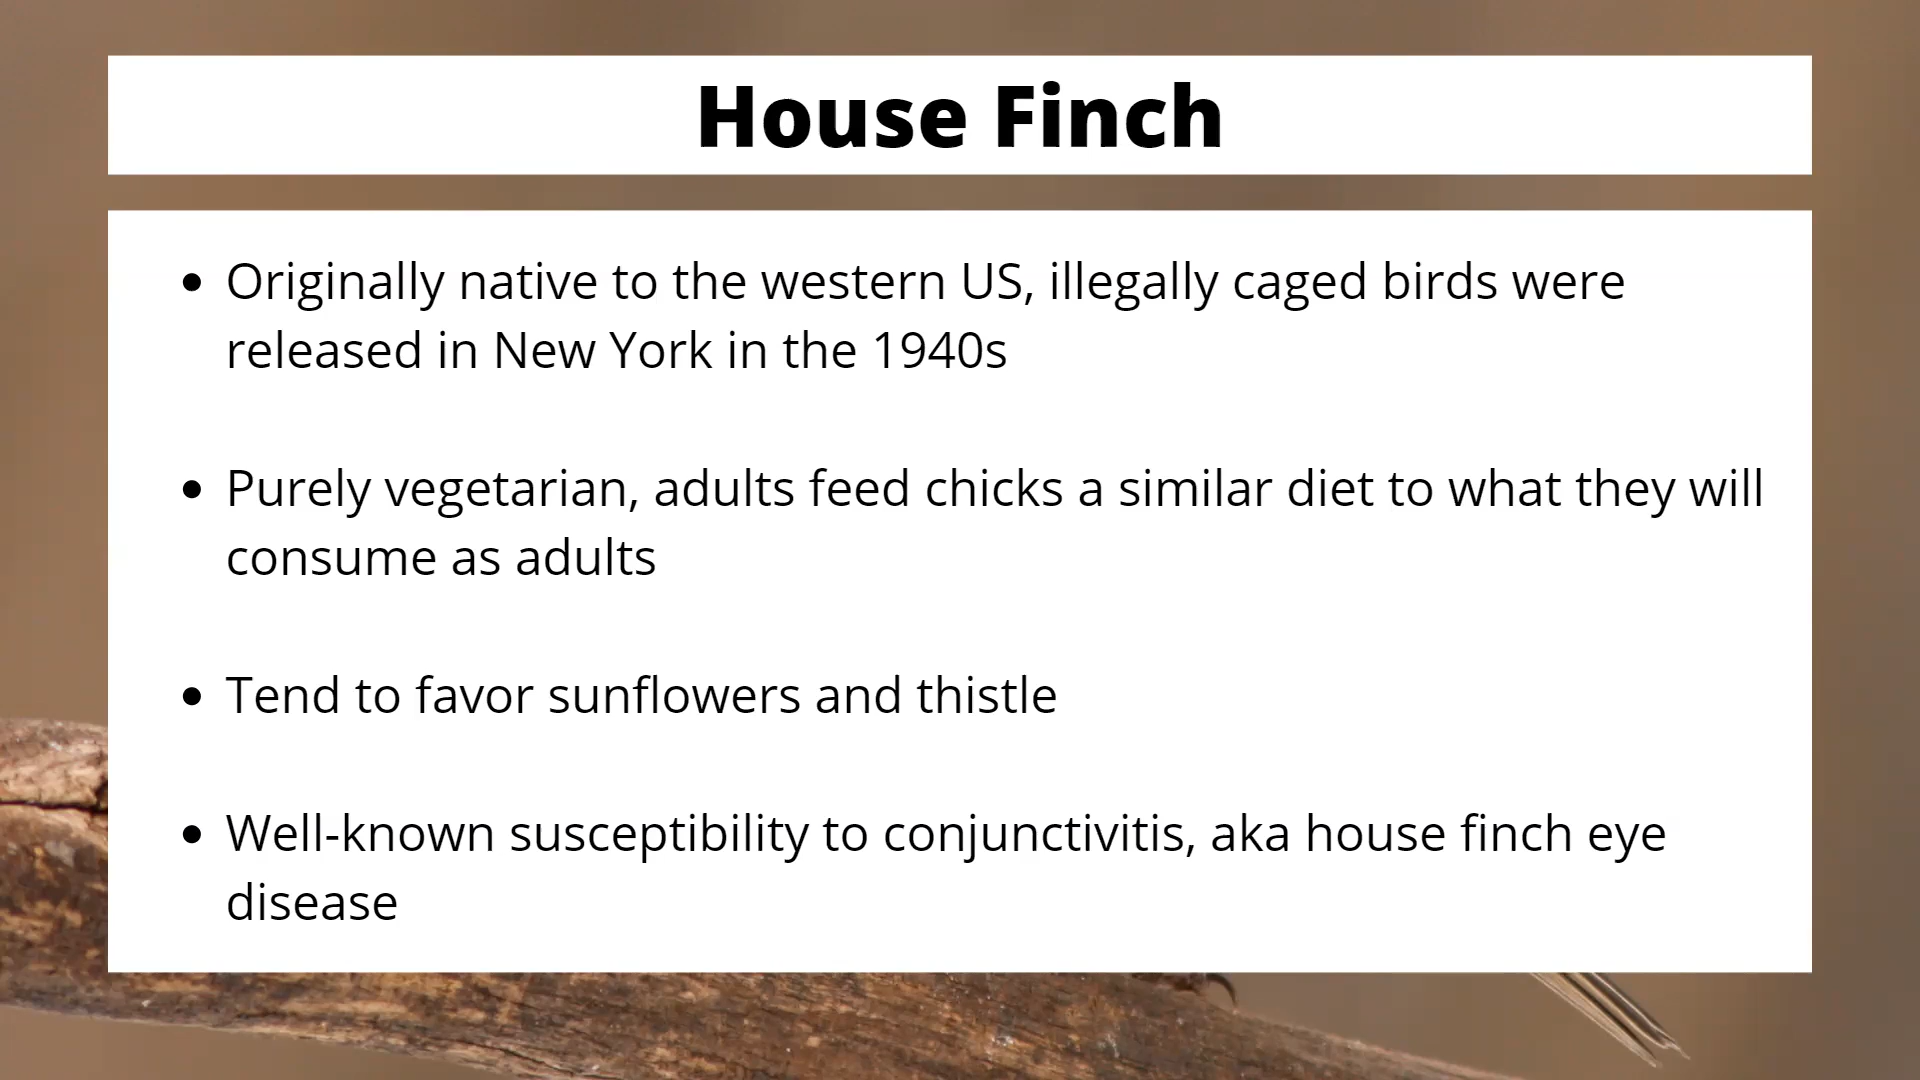 House Finch
• Originally native to the western US, illegally caged birds were
released in New York in the 1940s
• Purely vegetarian, adults feed chicks a similar diet to what they will
consume as adults
• Tend to favor sunflowers and thistle
• Well-known susceptibility to conjunctivitis, aka house finch eye
disease